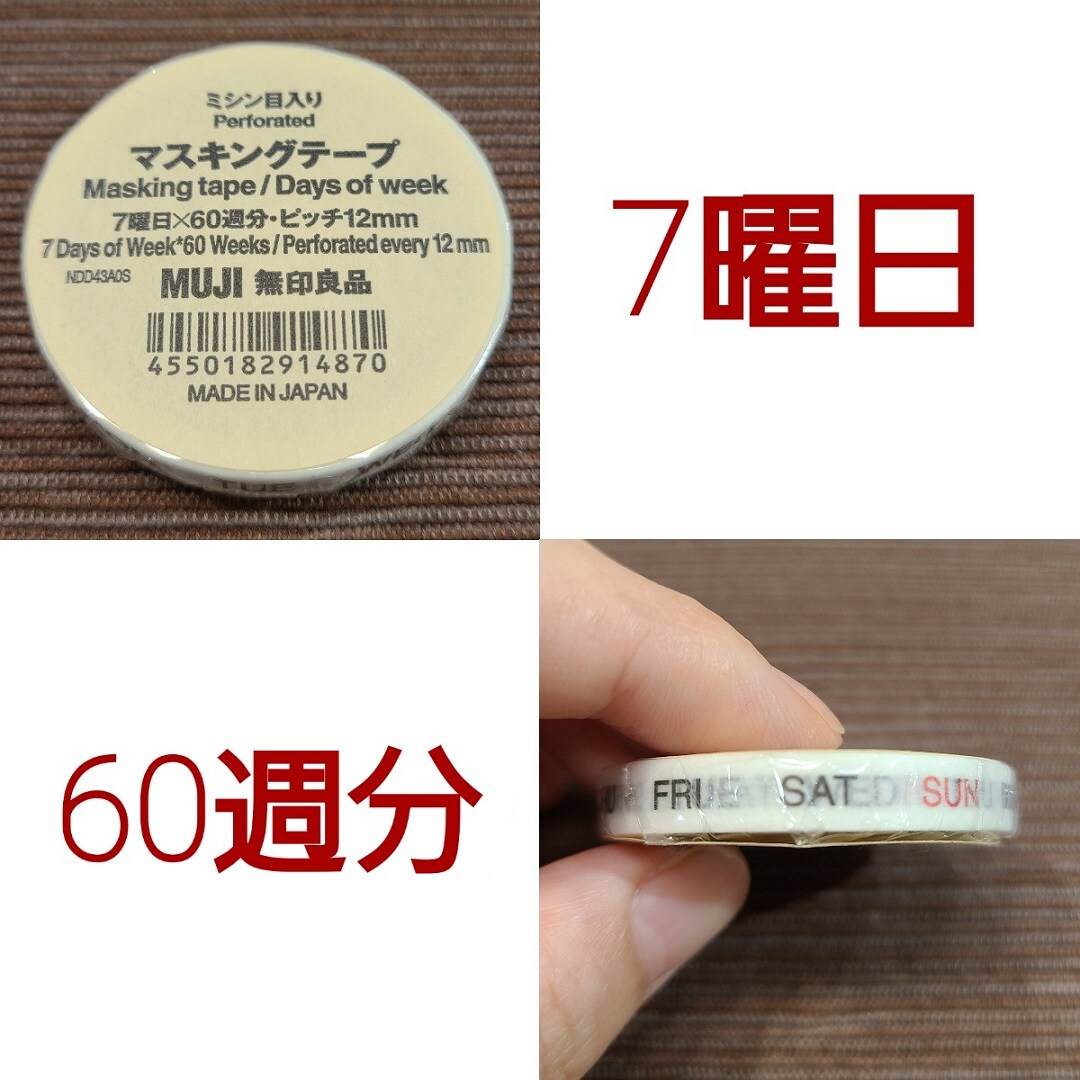 ミシン目入り
Perforated
マスキングテープ
Masking tape / Days of week
7曜日×60週分・ピッチ12mm
7 Days of Week*60 Weeks / Perforated every 12 mm
NDD43A0S
MUJI 無印良品
4550182914870
MADE IN JAPAN
TUE
7曜日
60週分
FRI SAT SUN